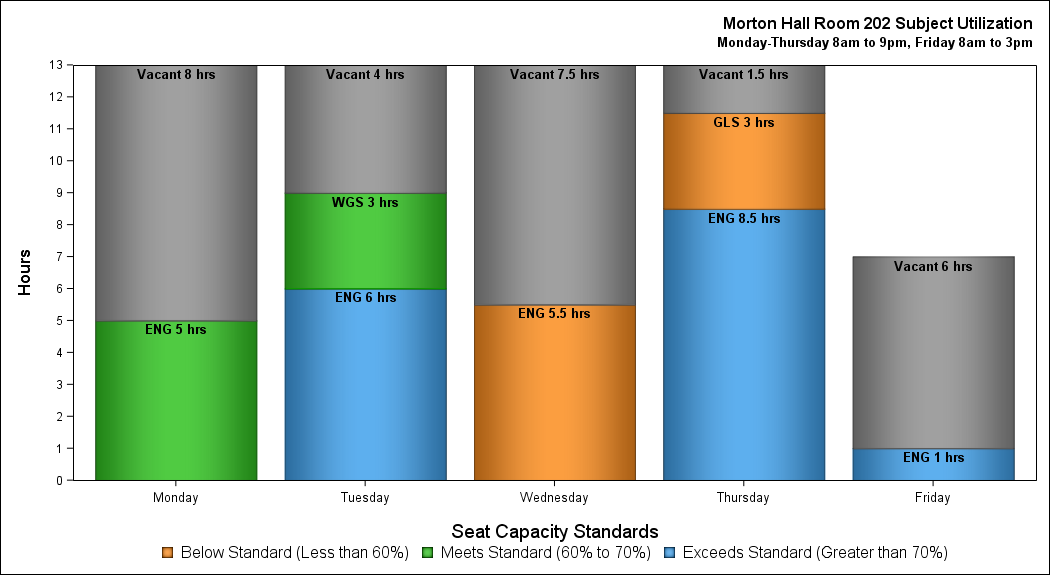 Morton Hall Room 202 Subject Utilization
Monday-Thursday 8am to 9pm, Friday 8am to 3pm
Hours
13
12
11
10
9
8
7
6
5
4
3
2
1
0
Vacant 8 hrs
ENG 5 hrs
Vacant 4 hrs
WGS 3 hrs
ENG 6 hrs
Vacant 7.5 hrs
ENG 5.5 hrs
Vacant 1.5 hrs
GLS 3 hrs
ENG 8.5 hrs
Vacant 6 hrs
ENG 1 hrs
Monday Tuesday Wednesday Thursday Friday
Seat Capacity Standards
Below Standard (Less than 60%) Meets Standard (60% to 70%) Exceeds Standard (Greater than 70%)